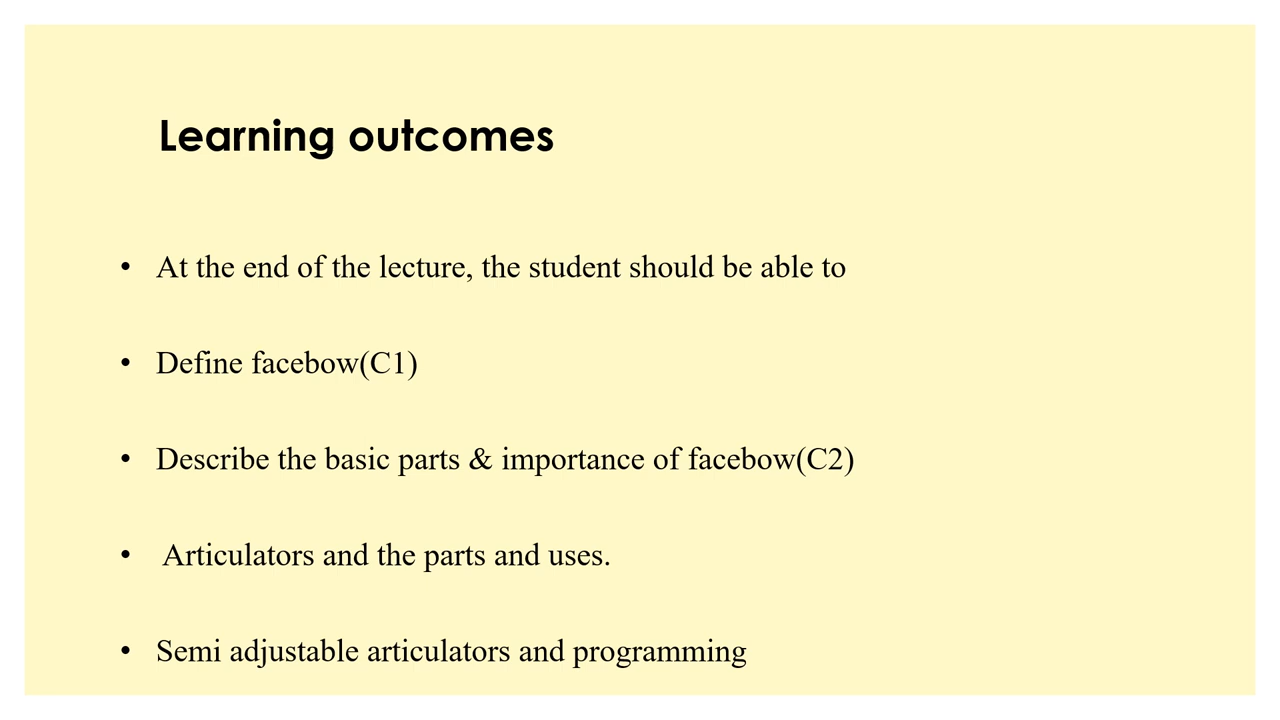 Learning outcomes
• At the end of the lecture, the student should be able to
• Define facebow(C1)
• Describe the basic parts & importance of facebow(C2)
• Articulators and the parts and uses.
• Semi adjustable articulators and programming